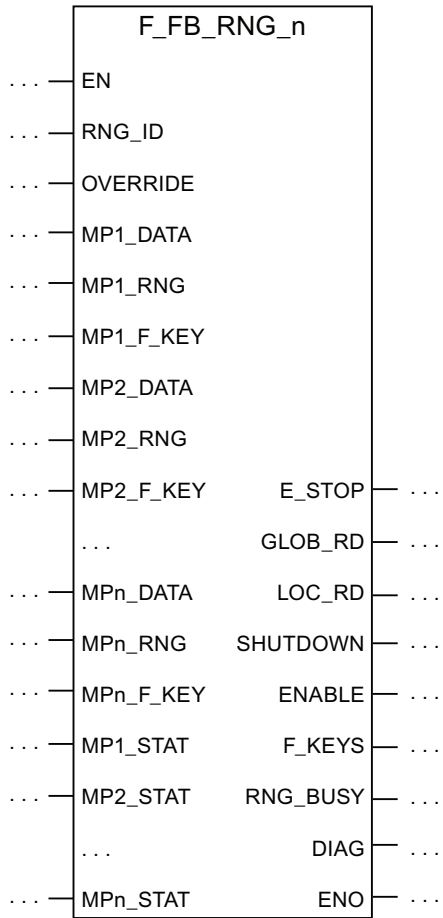 F_FB_RNG_n
... EN
... RNG_ID
... OVERRIDE
... MP1_DATA
... MP1_RNG
... MP1_F_KEY
... MP2_DATA
... MP2_RNG
... MP2_F_KEY E_STOP ...
... GLOB_RD ...
... MPn_DATA LOC_RD ...
... MPn_RNG SHUTDOWN ...
... MPn_F_KEY ENABLE ...
... MP1_STAT F_KEYS ...
... MP2_STAT RNG_BUSY ...
... DIAG ...
... MPn_STAT ENO ...